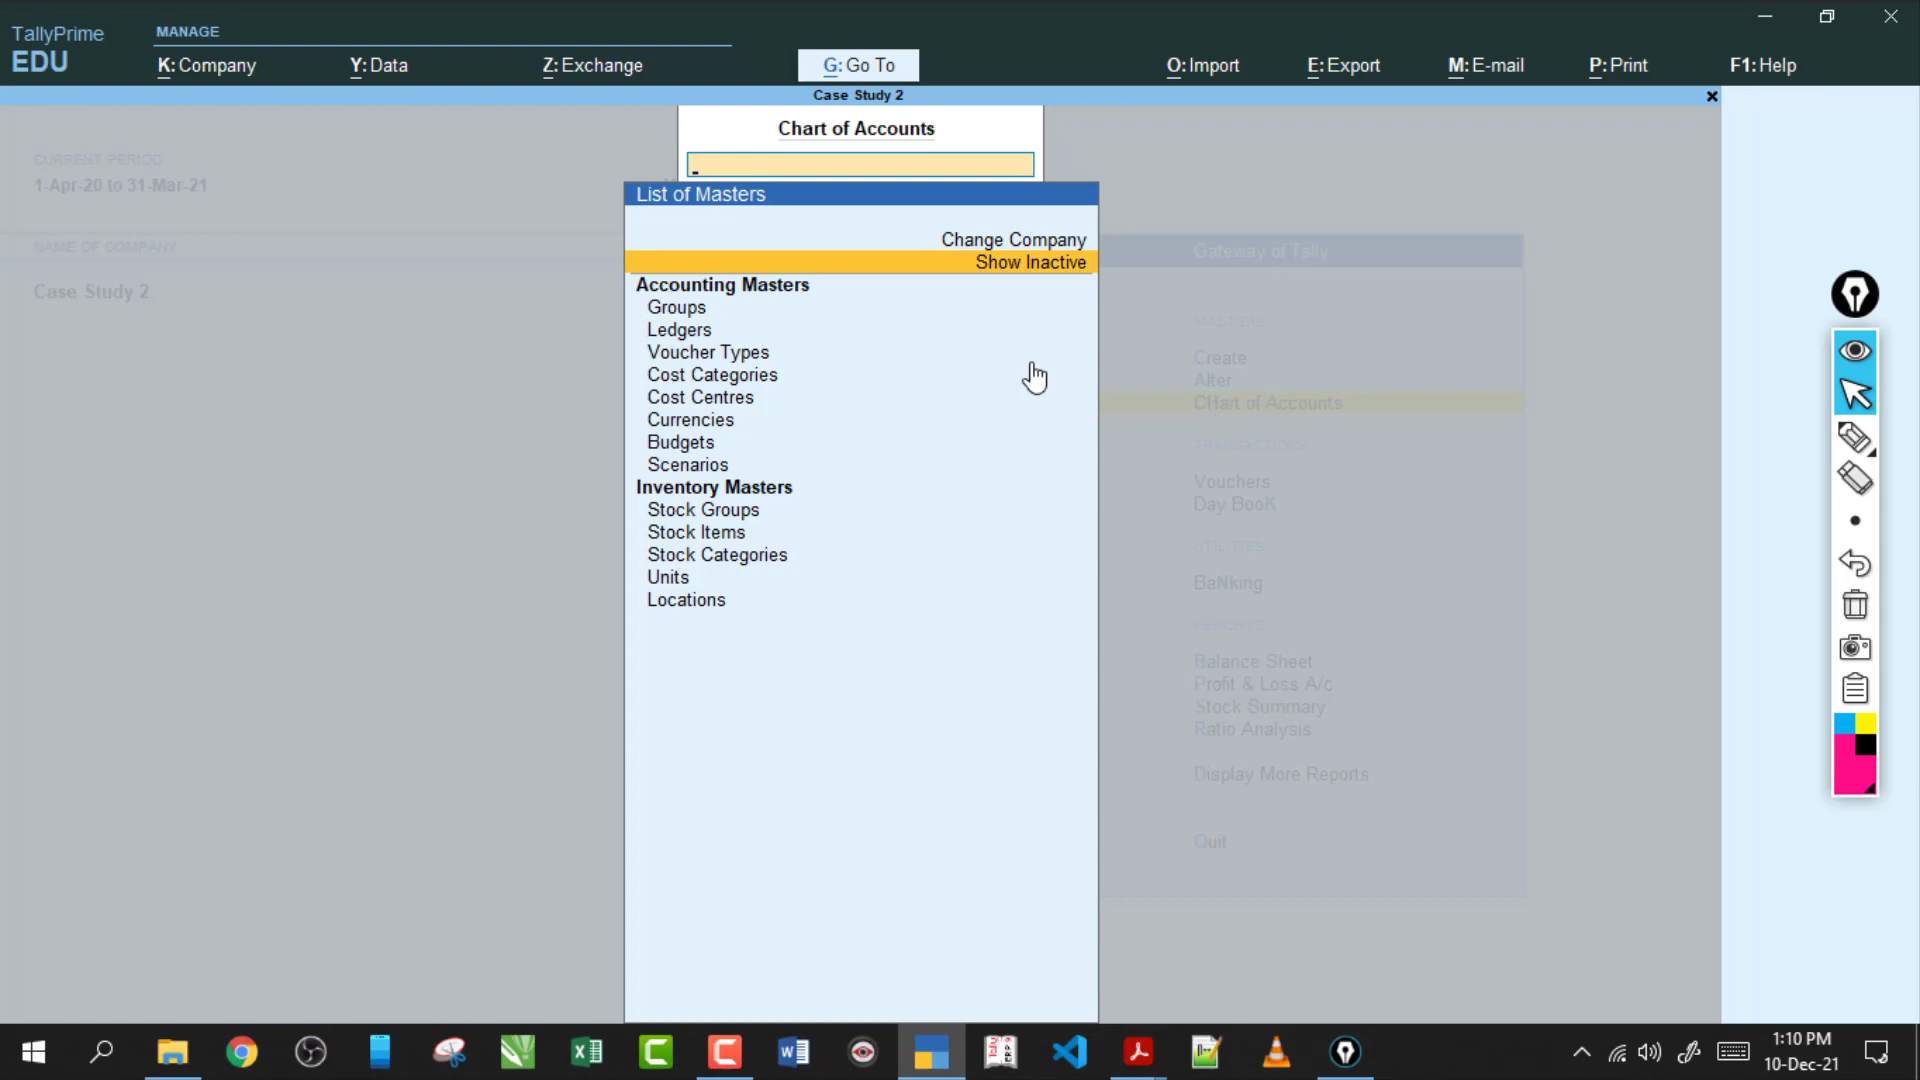 TallyPrime
EDU
MANAGE
K: Company
Y: Data
Z: Exchange
G: Go To
O: Import
E: Export
M: E-mail
P: Print
F1: Help
Case Study 2
Chart of Accounts
CURRENT PERIOD
1-Apr-20 to 31-Mar-21
NAME OF COMPANY
Case Study 2
List of Masters
Change Company
Show Inactive
Accounting Masters
Groups
Ledgers
Voucher Types
Cost Categories
Cost Centres
Currencies
Budgets
Scenarios
Inventory Masters
Stock Groups
Stock Items
Stock Categories
Units
Locations
Gateway of Tally
MASTERS
Create
Alter
CHart of Accounts
TRANSACTIONS
Vouchers
Day BooK
UTILITIES
BaNking
REPORTS
Balance Sheet
Profit & Loss A/c
Stock Summary
Ratio Analysis
Display More Reports
Quit
1:10 PM
10-Dec-21